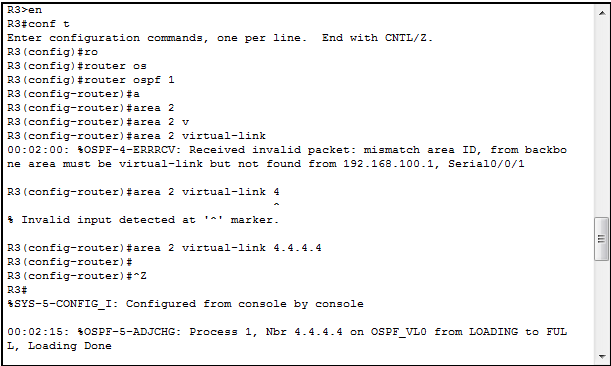 R3>en
R3#conf t
Enter configuration commands, one per line.  End with CNTL/Z.
R3(config)#ro
R3(config)#router os
R3(config)#router ospf 1
R3(config-router)#a
R3(config-router)#area 2
R3(config-router)#area 2 v
R3(config-router)#area 2 virtual-link
00:02:00: %OSPF-4-ERRRCV: Received invalid packet: mismatch area ID, from backbo
ne area must be virtual-link but not found from 192.168.100.1, Serial0/0/1
R3(config-router)#area 2 virtual-link 4
^
% Invalid input detected at '^' marker.
R3(config-router)#area 2 virtual-link 4.4.4.4
R3(config-router)#
R3(config-router)#^Z
R3#
%SYS-5-CONFIG_I: Configured from console by console
00:02:15: %OSPF-5-ADJCHG: Process 1, Nbr 4.4.4.4 on OSPF_VL0 from LOADING to FUL
L, Loading Done